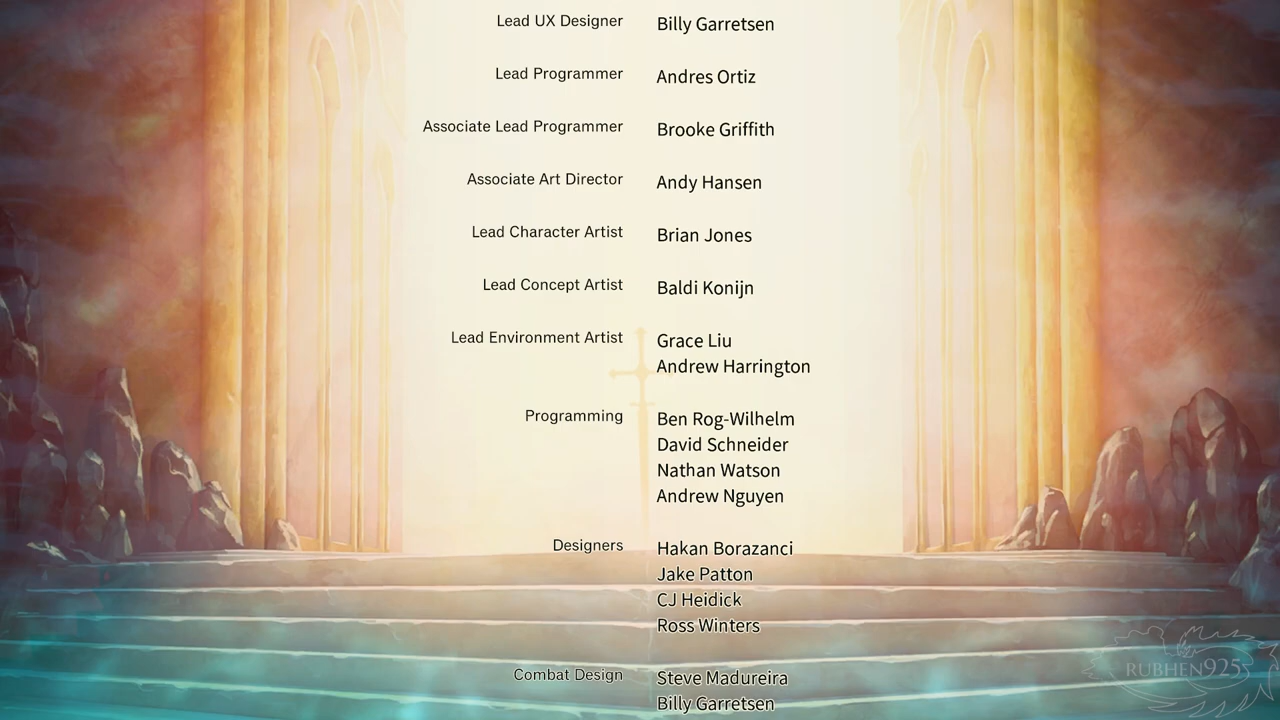 Lead UX Designer Billy Garretsen
Lead Programmer Andres Ortiz
Associate Lead Programmer Brooke Griffith
Associate Art Director Andy Hansen
Lead Character Artist Brian Jones
Lead Concept Artist Baldi Konijn
Lead Environment Artist Grace Liu
Andrew Harrington
Programming Ben Rog-Wilhelm
David Schneider
Nathan Watson
Andrew Nguyen
Designers Hakan Borazanci
Jake Patton
CJ Heidick
Ross Winters
Combat Design Steve Madureira
Billy Garretsen
RUBHEN925